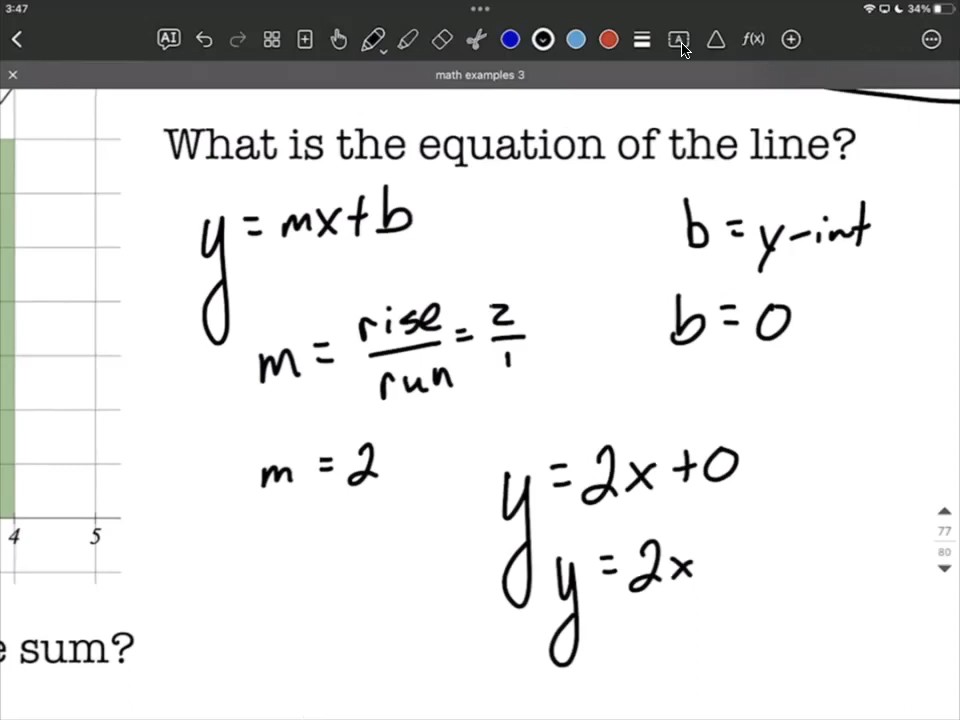 3:47
34%
AI
A
f(x)
math examples 3
What is the equation of the line?
y = mx + b
b = y-int
m = rise/run = 2/1
b = 0
m = 2
y = 2x + 0
y = 2x
4 5
77
80
e sum?